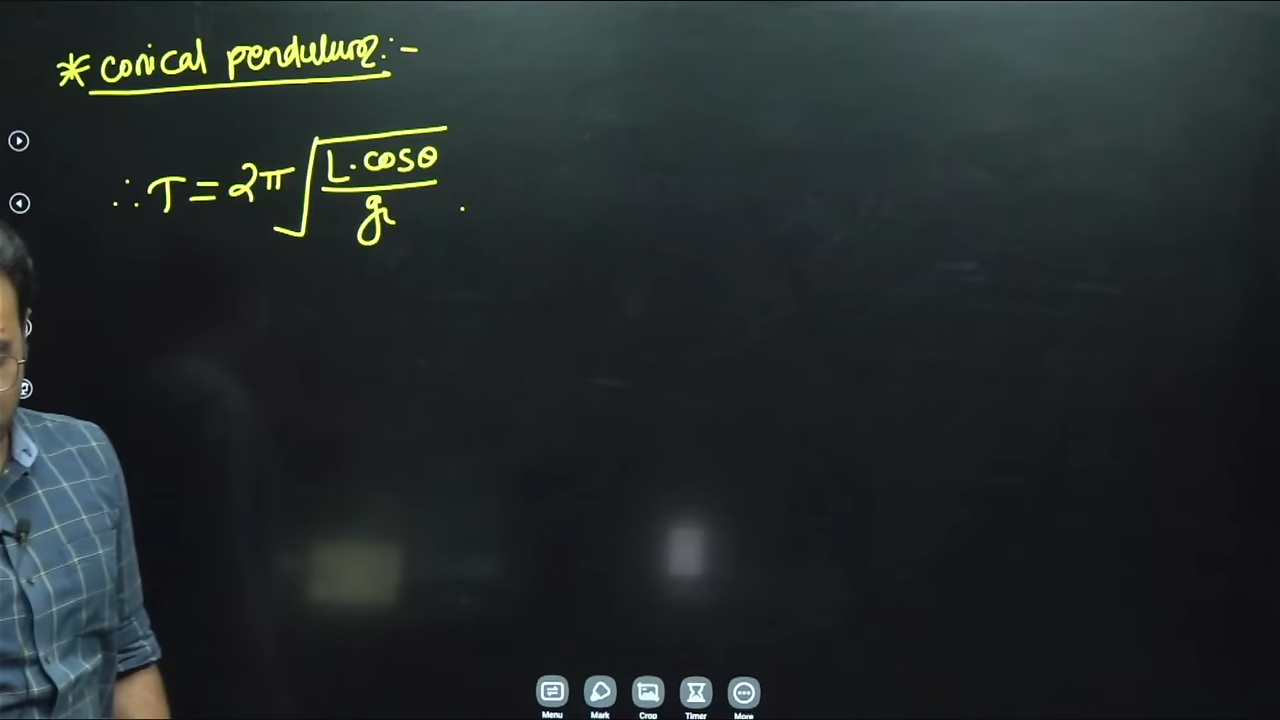 * conical pendulum :-
∴ T = 2π √(L·cosθ / g) .
Menu Mark Crop Timer More